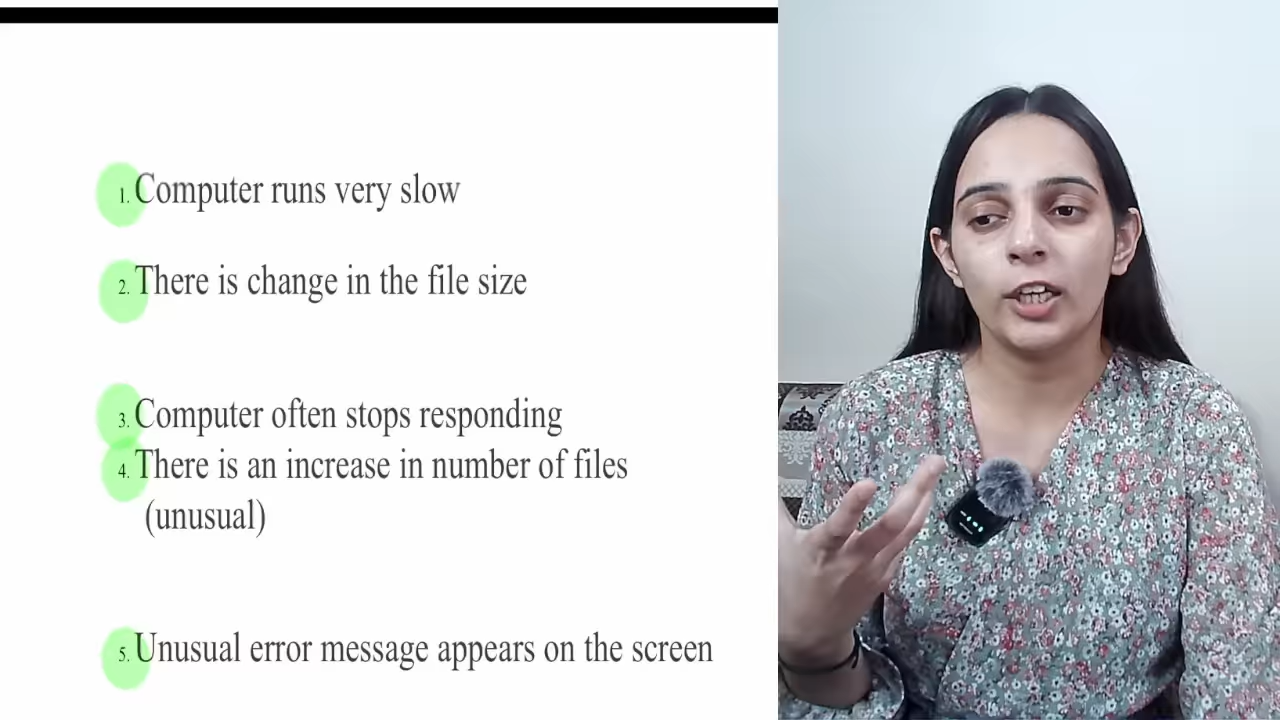 1. Computer runs very slow
2. There is change in the file size
3. Computer often stops responding
4. There is an increase in number of files
(unusual)
5. Unusual error message appears on the screen